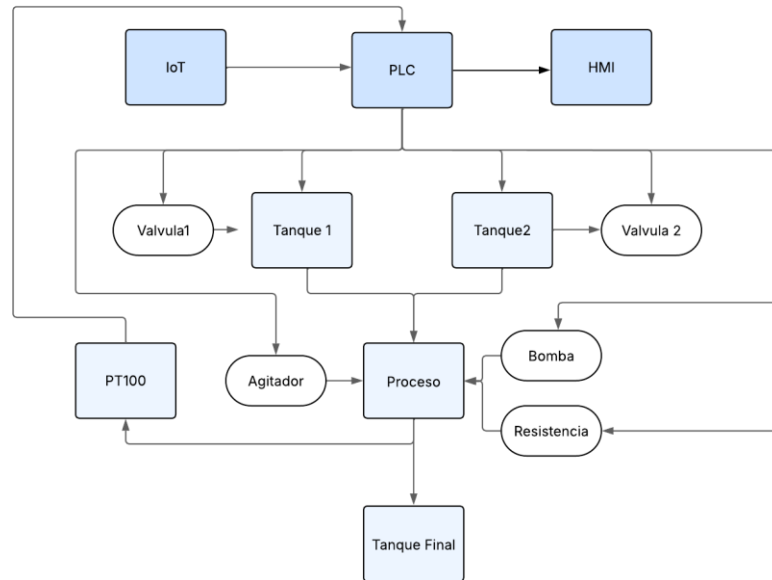 IoT
PLC
HMI
Valvula1
Tanque 1
Tanque2
Valvula 2
PT100
Agitador
Proceso
Bomba
Resistencia
Tanque Final